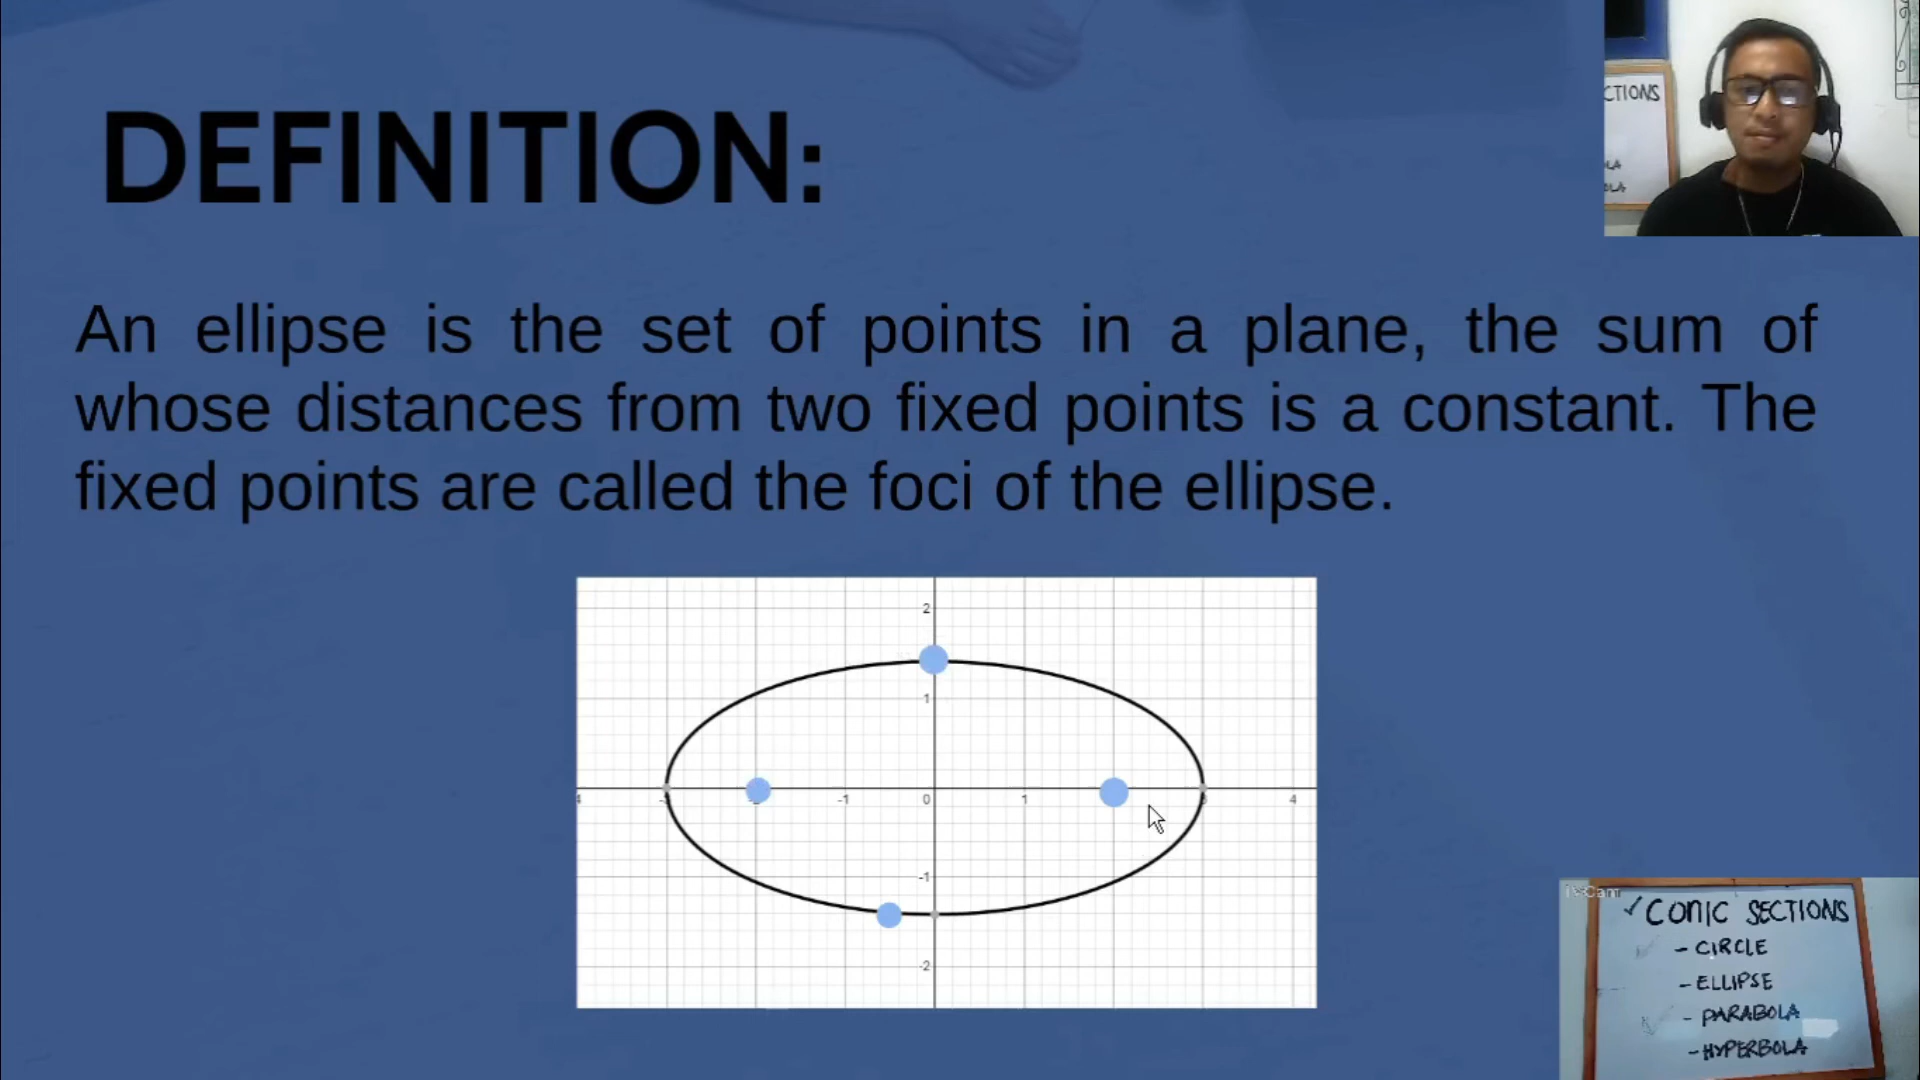 DEFINITION:
CTIONS
LA
OLA
An ellipse is the set of points in a plane, the sum of
whose distances from two fixed points is a constant. The
fixed points are called the foci of the ellipse.
2
1
-1 0 1 4
-1
-2
✓ CONIC SECTIONS
- CIRCLE
- ELLIPSE
- PARABOLA
- HYPERBOLA